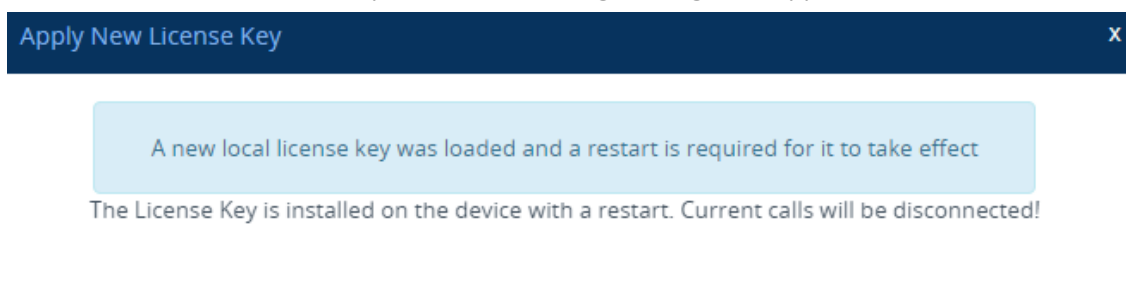 Apply New License Key
X
A new local license key was loaded and a restart is required for it to take effect
The License Key is installed on the device with a restart. Current calls will be disconnected!